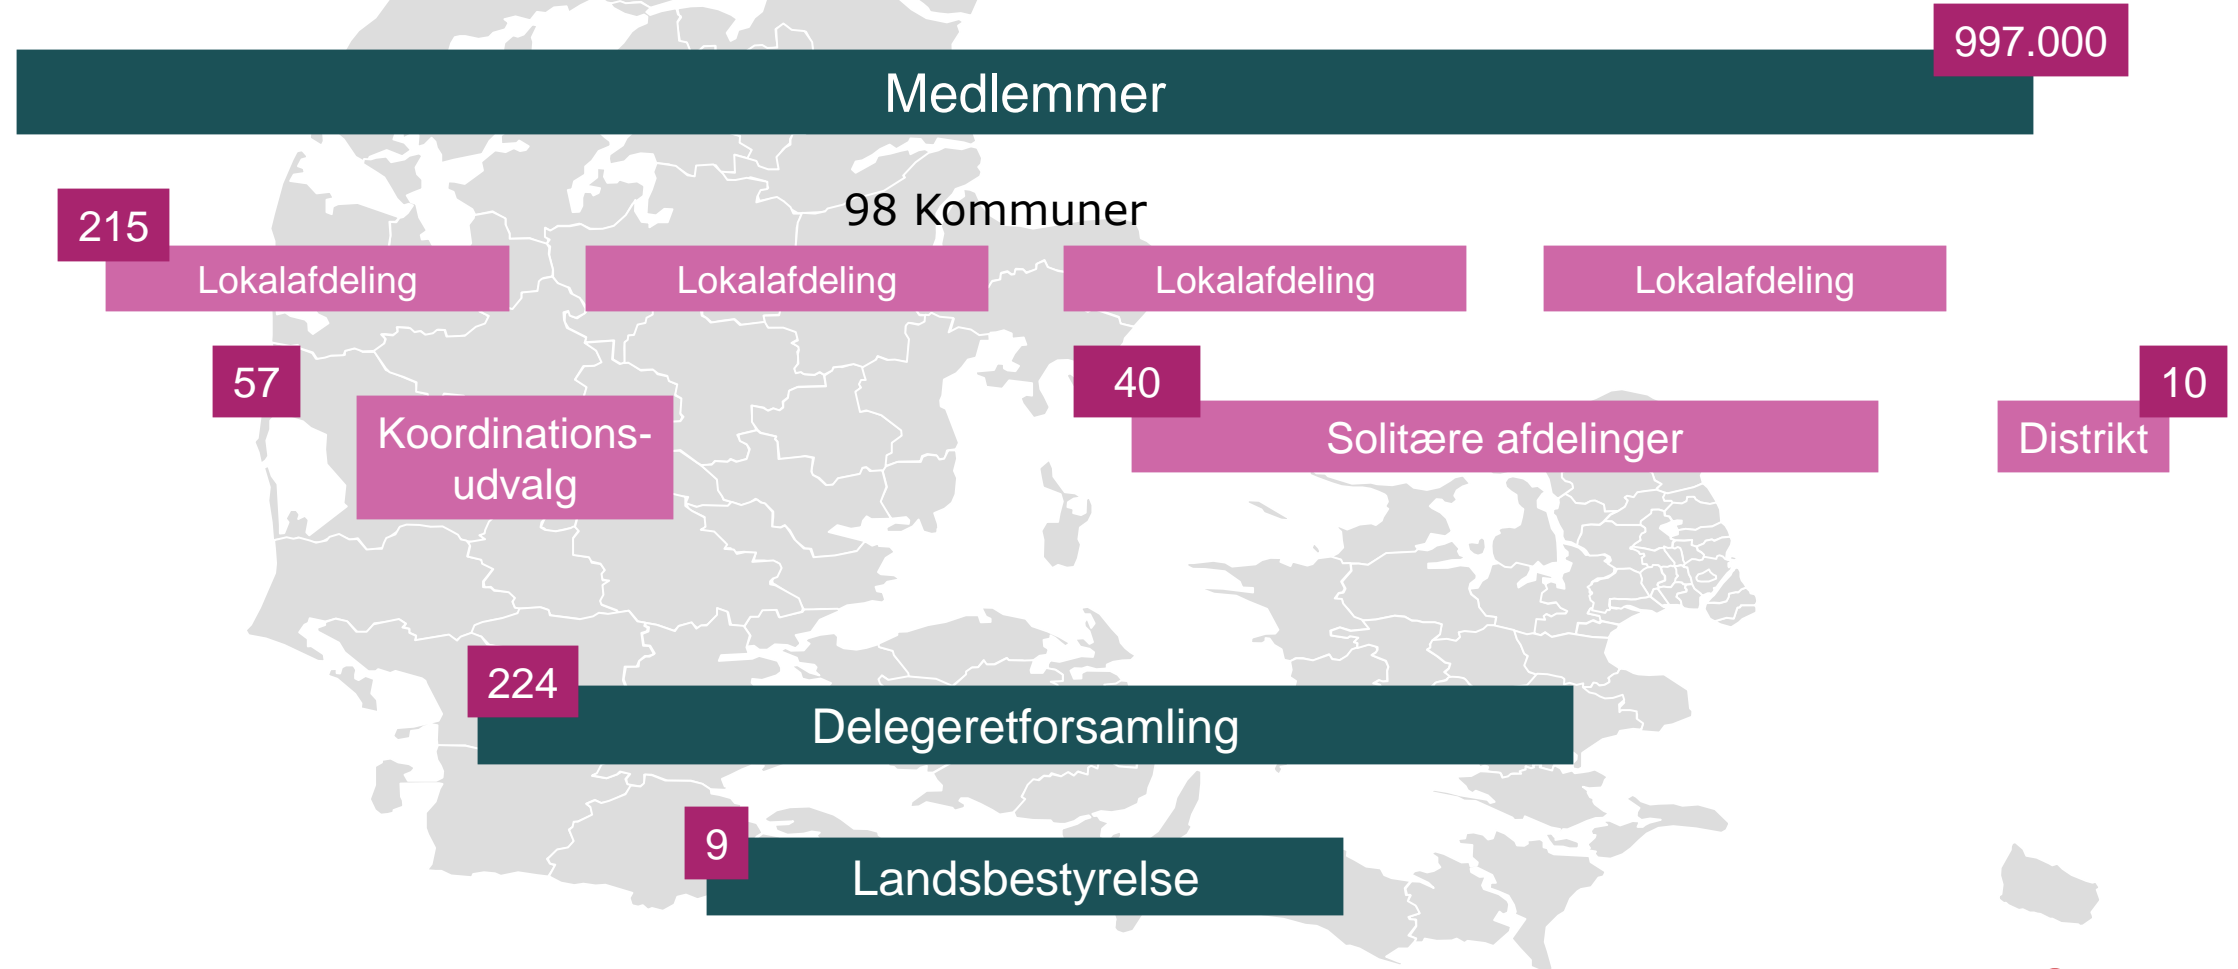 997.000
Medlemmer
98 Kommuner
215
Lokalafdeling
Lokalafdeling
Lokalafdeling
Lokalafdeling
57
40
10
Koordinations-
udvalg
Solitære afdelinger
Distrikt
224
Delegeretforsamling
9
Landsbestyrelse